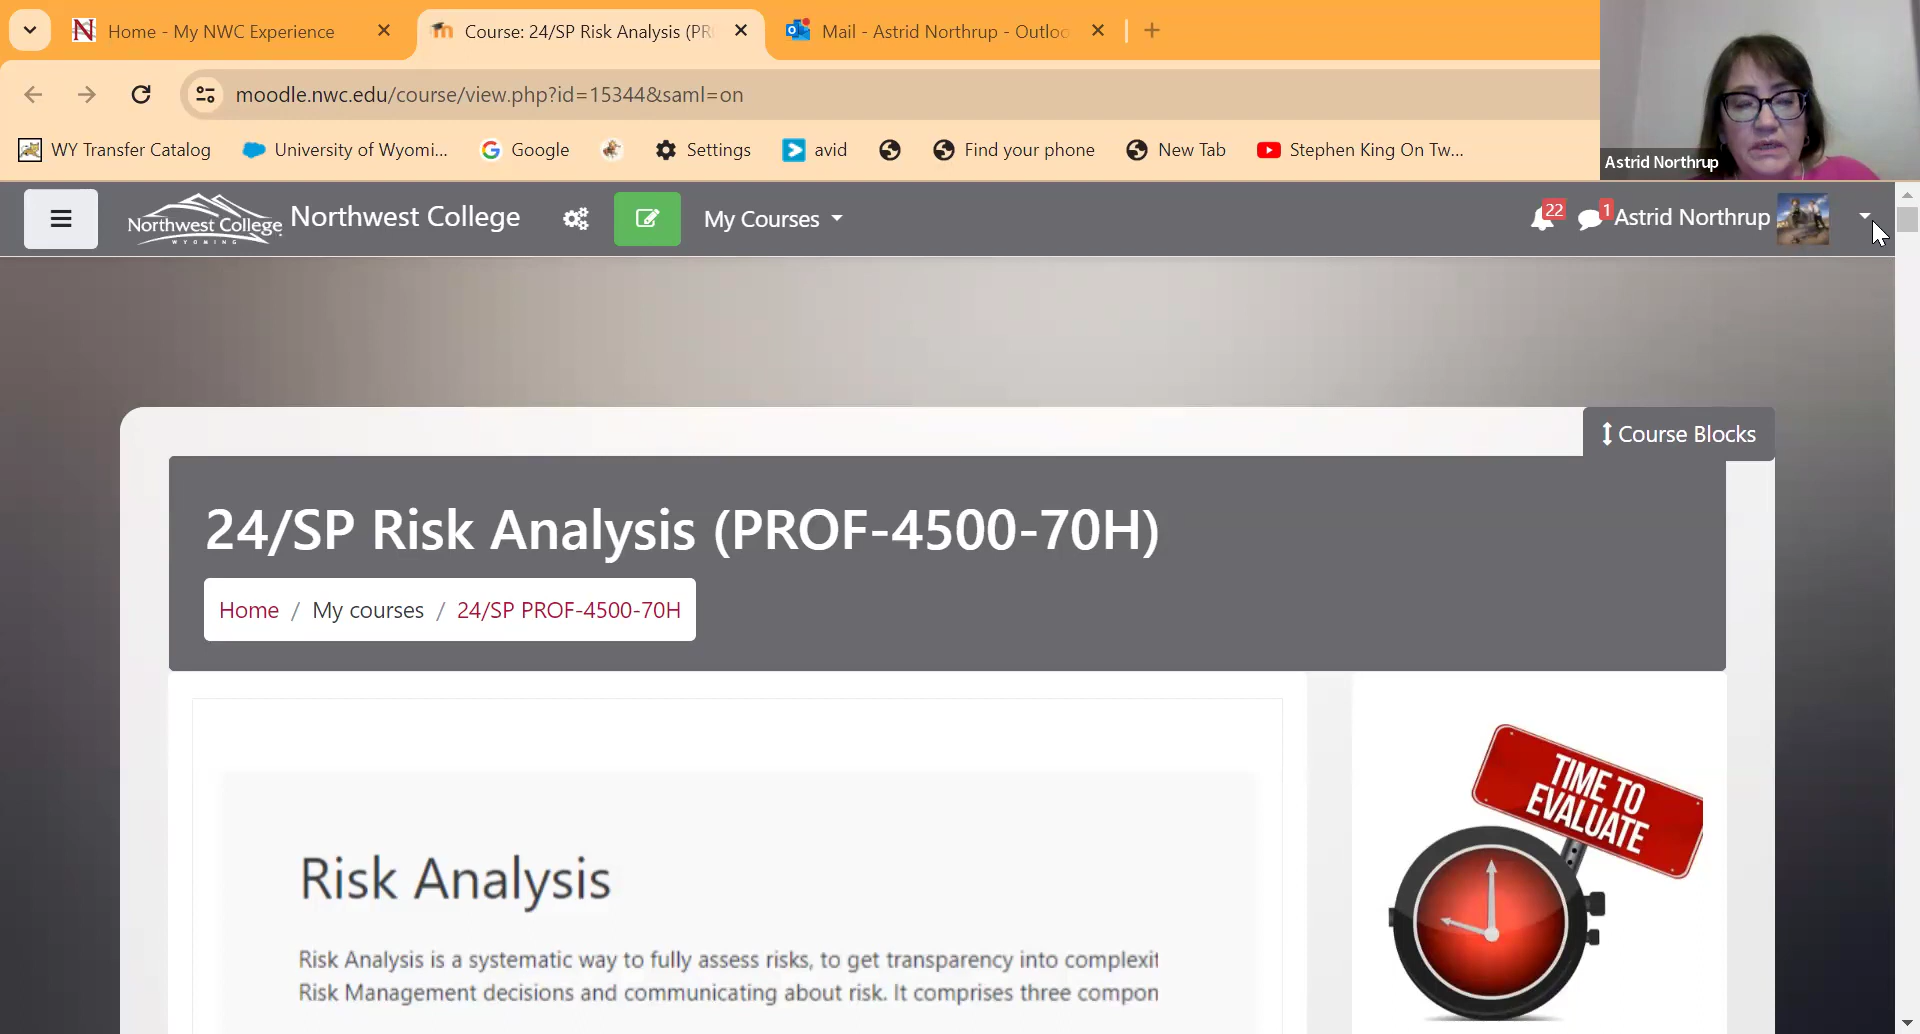 Home - My NWC Experience
Course: 24/SP Risk Analysis (PR
Mail - Astrid Northrup - Outlo
moodle.nwc.edu/course/view.php?id=15344&saml=on
WY Transfer Catalog
University of Wyomi...
Google
Settings
avid
Find your phone
New Tab
Stephen King On Tw...
Astrid Northrup
Northwest College
WYOMING
Northwest College
My Courses
22
1
Astrid Northrup
Course Blocks
24/SP Risk Analysis (PROF-4500-70H)
Home / My courses / 24/SP PROF-4500-70H
TIME TO
EVALUATE
Risk Analysis
Risk Analysis is a systematic way to fully assess risks, to get transparency into complexit
Risk Management decisions and communicating about risk. It comprises three compon